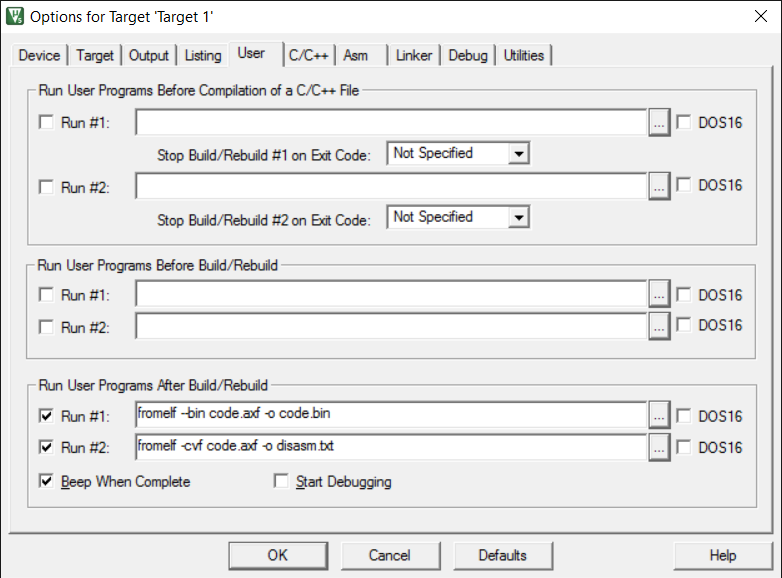 Options for Target 'Target 1'
Device Target Output Listing User C/C++ Asm Linker Debug Utilities
Run User Programs Before Compilation of a C/C++ File
Run #1: ... DOS16
Stop Build/Rebuild #1 on Exit Code: Not Specified
Run #2: ... DOS16
Stop Build/Rebuild #2 on Exit Code: Not Specified
Run User Programs Before Build/Rebuild
Run #1: ... DOS16
Run #2: ... DOS16
Run User Programs After Build/Rebuild
Run #1: fromelf --bin code.axf -o code.bin ... DOS16
Run #2: fromelf -cvf code.axf -o disasm.txt ... DOS16
Beep When Complete Start Debugging
OK Cancel Defaults Help